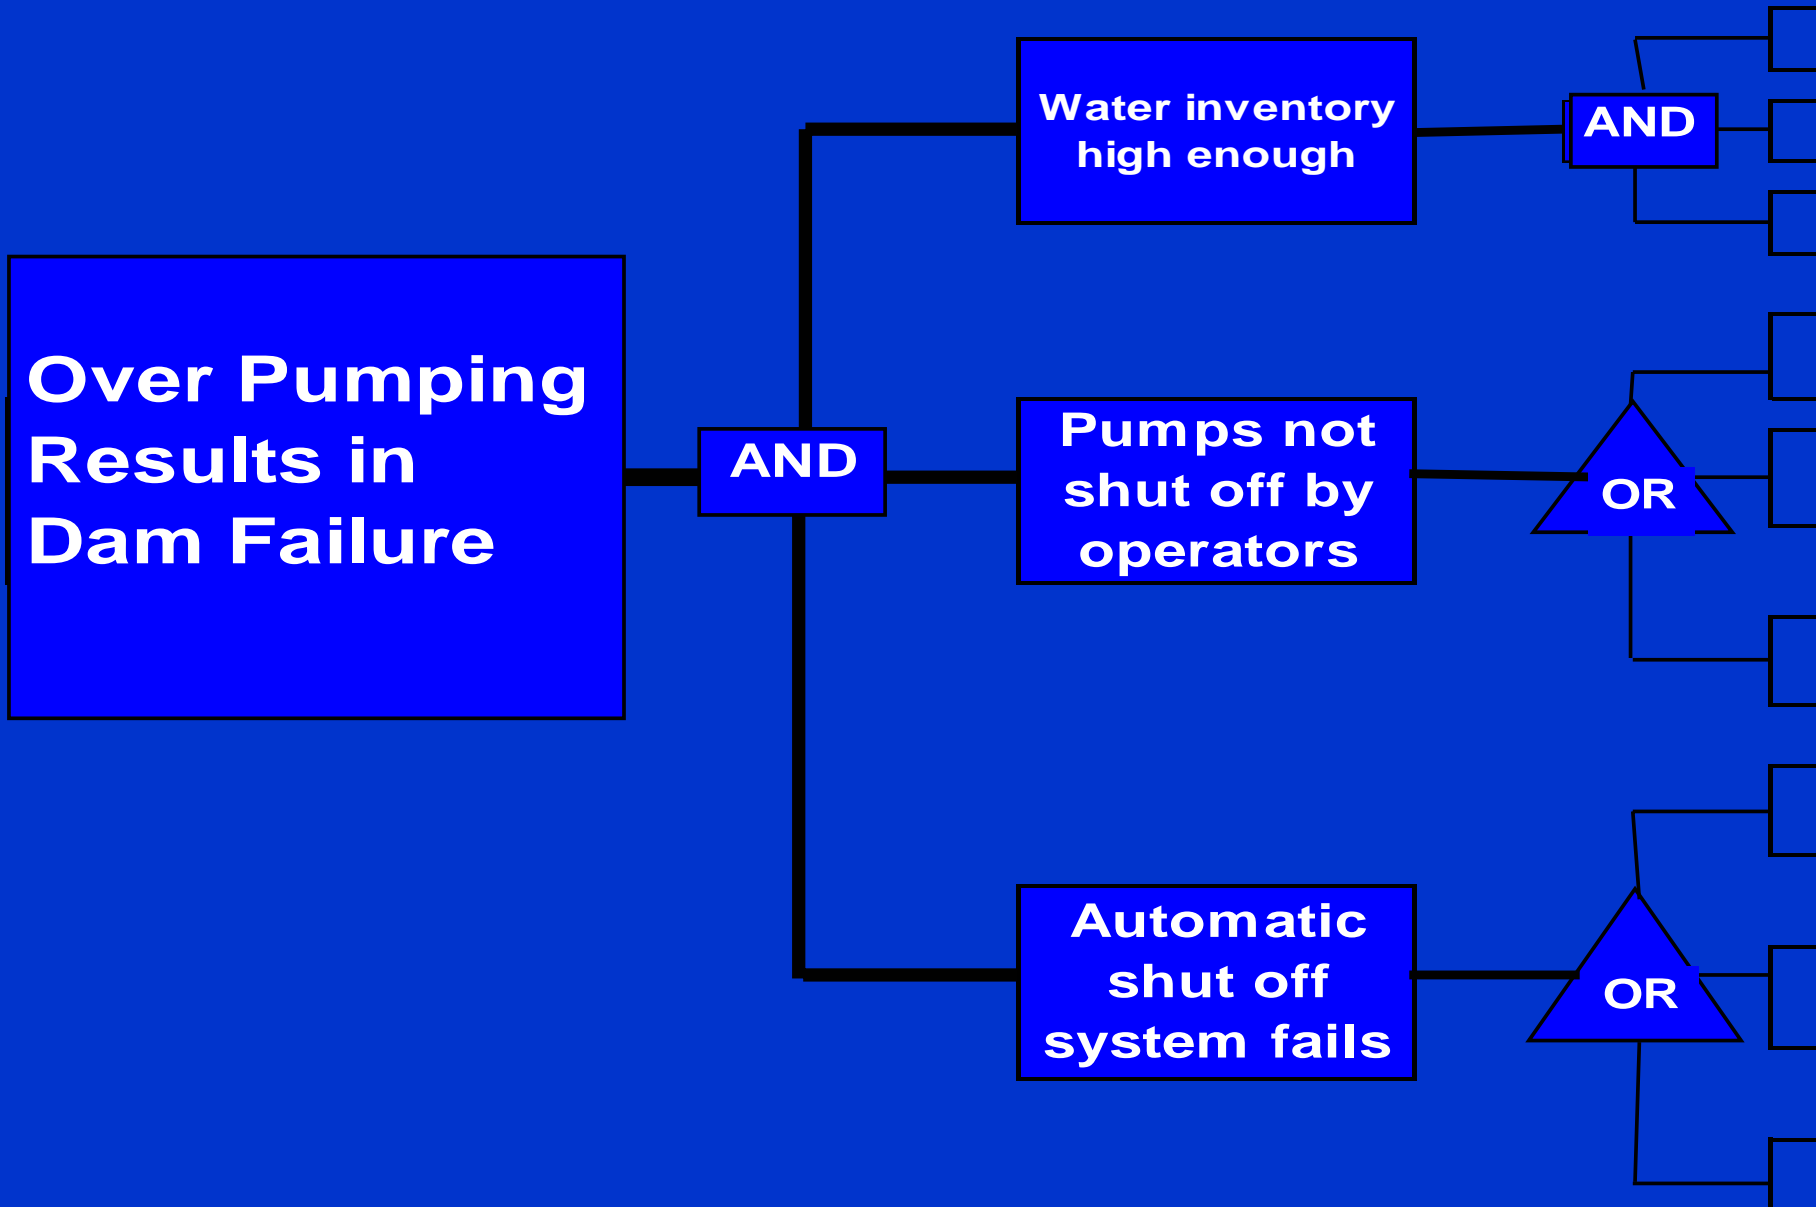 Over Pumping
Results in
Dam Failure
AND
Water inventory
high enough
AND
Pumps not
shut off by
operators
OR
Automatic
shut off
system fails
OR